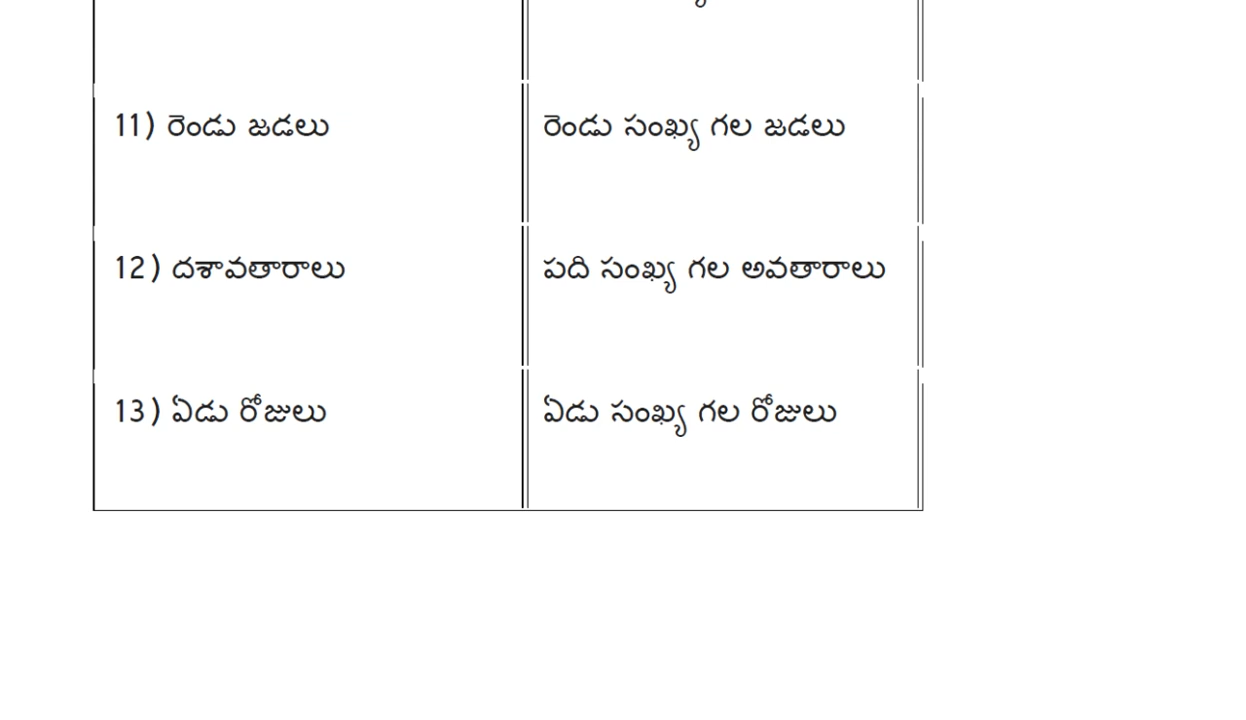 11) రెండు జడలు రెండు సంఖ్య గల జడలు
12) దశావతారాలు పది సంఖ్య గల అవతారాలు
13) ఏడు రోజులు ఏడు సంఖ్య గల రోజులు